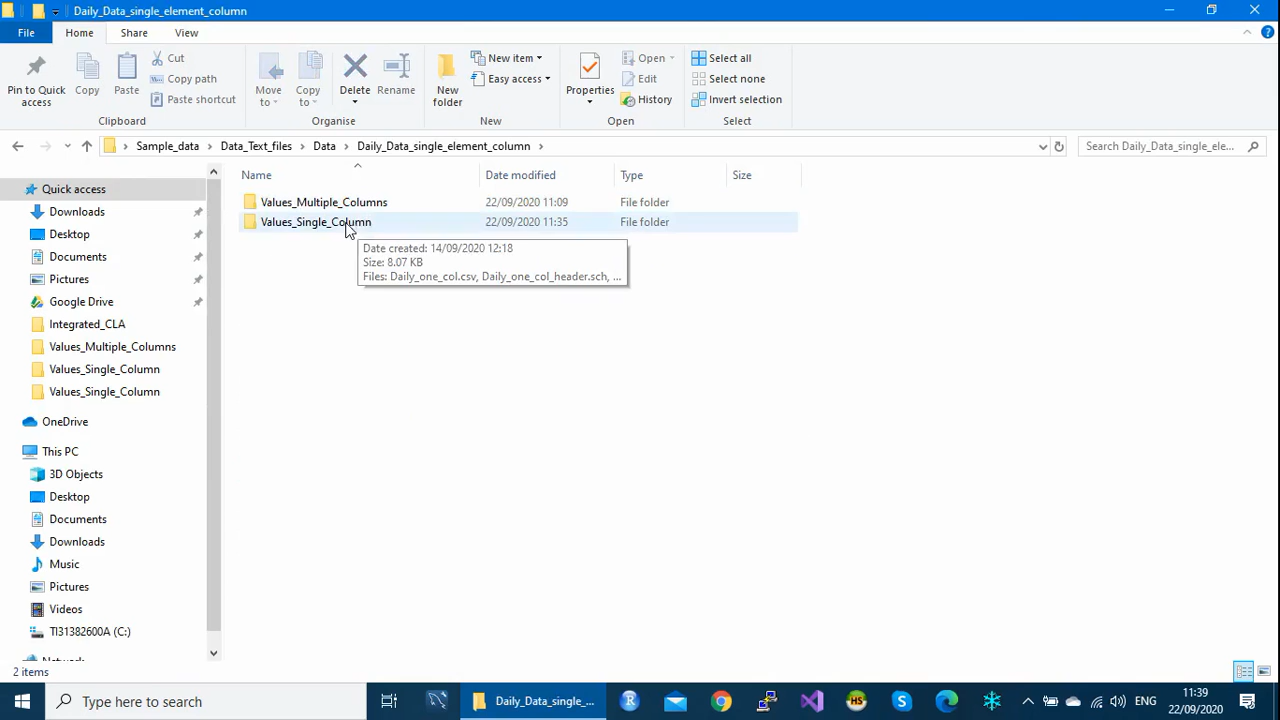 Daily_Data_single_element_column
File
Home
Share
View
Pin to Quick access
Copy
Paste
Cut
Copy path
Paste shortcut
Clipboard
Move to
Copy to
Delete
Rename
Organise
New folder
New item
Easy access
New
Properties
Open
Edit
History
Open
Select all
Select none
Invert selection
Select
Sample_data
Data_Text_files
Data
Daily_Data_single_element_column
Search Daily_Data_single_ele...
Name
Date modified
Type
Size
Values_Multiple_Columns 22/09/2020 11:09 File folder
Values_Single_Column 22/09/2020 11:35 File folder
Date created: 14/09/2020 12:18
Size: 8.07 KB
Files: Daily_one_col.csv, Daily_one_col_header.sch, ...
Quick access
Downloads
Desktop
Documents
Pictures
Google Drive
Integrated_CLA
Values_Multiple_Columns
Values_Single_Column
Values_Single_Column
OneDrive
This PC
3D Objects
Desktop
Documents
Downloads
Music
Pictures
Videos
TI31382600A (C:)
Network
2 items
Type here to search
Daily_Data_single_...
R
HS
S
ENG
11:39
22/09/2020